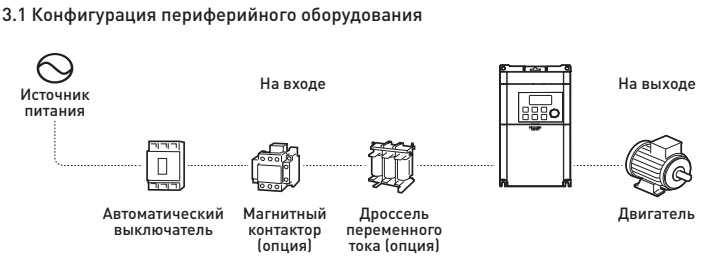 3.1 Конфигурация периферийного оборудования
Источник
питания
На входе
На выходе
Автоматический
выключатель
Магнитный
контактор
(опция)
Дроссель
переменного
тока (опция)
Двигатель